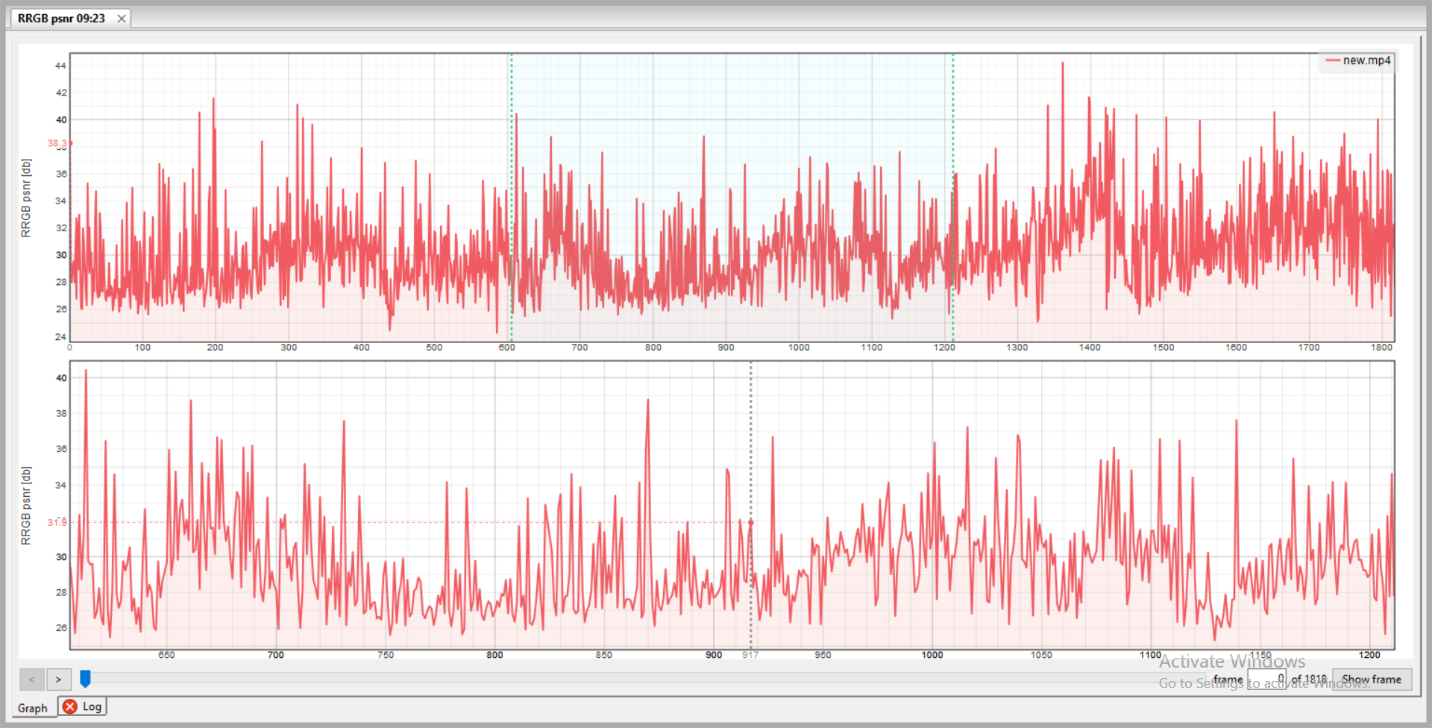 RRGB psnr 09:23
new.mp4
44
42
40
38.3
36
34
32
30
28
26
24
RRGB psnr [db]
0 100 200 300 400 500 600 700 800 900 1000 1100 1200 1300 1400 1500 1600 1700 1800
40
38
36
34
31.9
30
28
26
RRGB psnr [db]
650 700 750 800 850 900 917 950 1000 1050 1100 1150 1200
Activate Windows
Go to Settings to activate Windows.
< > frame 0 of 1818 Show frame
Graph Log